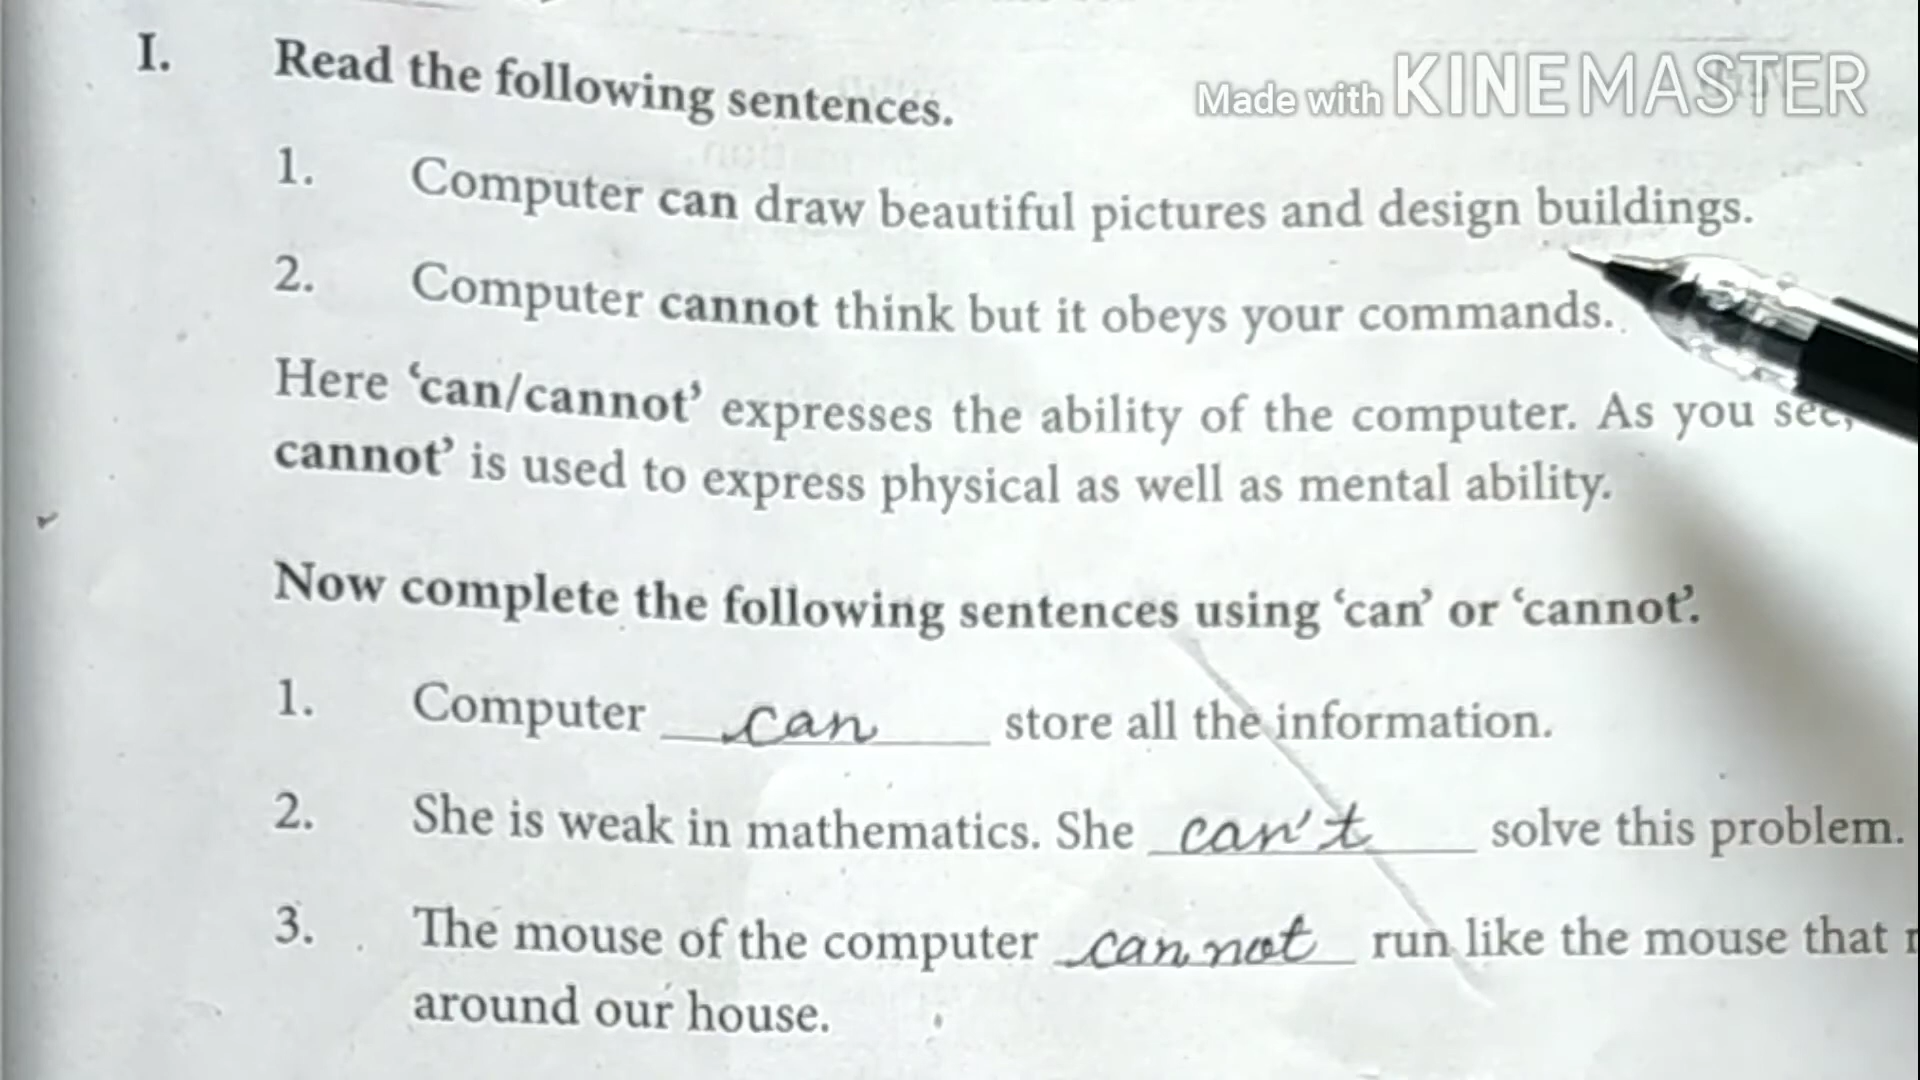 Made with KINEMASTER
I. Read the following sentences.
1. Computer can draw beautiful pictures and design buildings.
2. Computer cannot think but it obeys your commands.
Here ‘can/cannot’ expresses the ability of the computer. As you see,
cannot’ is used to express physical as well as mental ability.
Now complete the following sentences using ‘can’ or ‘cannot’.
1. Computer can store all the information.
2. She is weak in mathematics. She can't solve this problem.
3. The mouse of the computer cannot run like the mouse that
around our house.